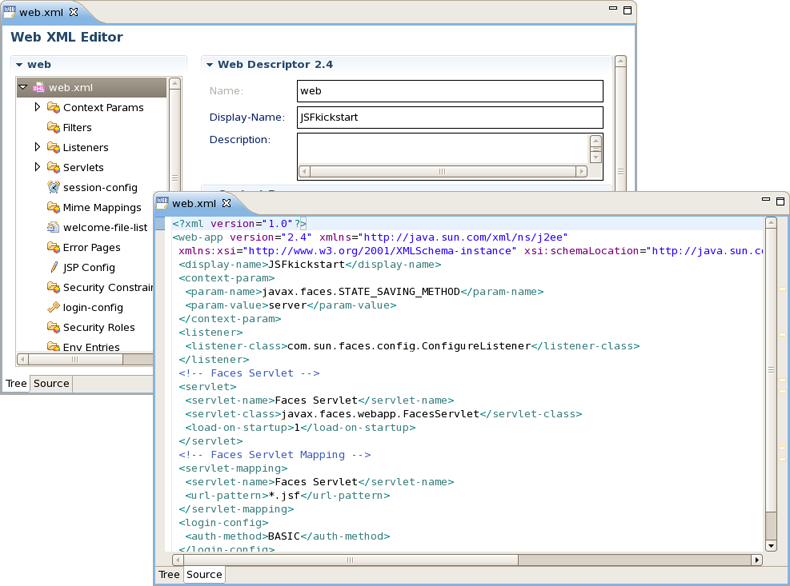 web.xml
Web XML Editor
web
web.xml
Context Params
Filters
Listeners
Servlets
session-config
Mime Mappings
welcome-file-list
Error Pages
JSP Config
Security Constrain
login-config
Security Roles
Env Entries
Tree Source
Web Descriptor 2.4
Name: web
Display-Name: JSFkickstart
Description:
web.xml
<?xml version="1.0"?>
<web-app version="2.4" xmlns="http://java.sun.com/xml/ns/j2ee"
xmlns:xsi="http://www.w3.org/2001/XMLSchema-instance" xsi:schemaLocation="http://java.sun.c
<display-name>JSFkickstart</display-name>
<context-param>
<param-name>javax.faces.STATE_SAVING_METHOD</param-name>
<param-value>server</param-value>
</context-param>
<listener>
<listener-class>com.sun.faces.config.ConfigureListener</listener-class>
</listener>
<!-- Faces Servlet -->
<servlet>
<servlet-name>Faces Servlet</servlet-name>
<servlet-class>javax.faces.webapp.FacesServlet</servlet-class>
<load-on-startup>1</load-on-startup>
</servlet>
<!-- Faces Servlet Mapping -->
<servlet-mapping>
<servlet-name>Faces Servlet</servlet-name>
<url-pattern>*.jsf</url-pattern>
</servlet-mapping>
<login-config>
<auth-method>BASIC</auth-method>
</login-config>
Tree Source